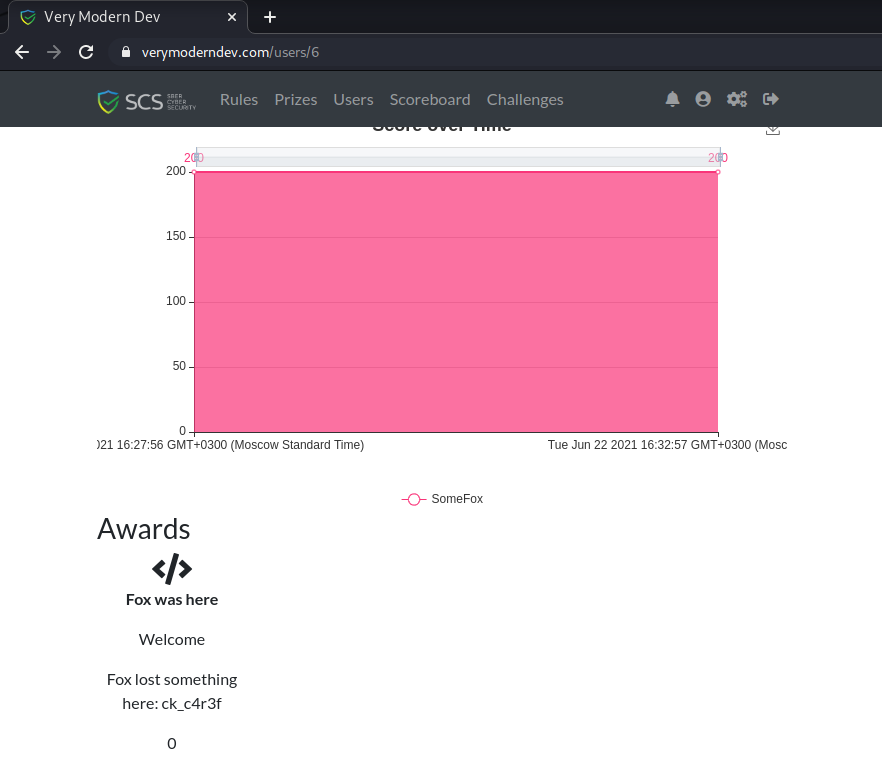 Very Modern Dev
verymoderndev.com/users/6
SCS SBER CYBER SECURITY Rules Prizes Users Scoreboard Challenges
Score over Time
200 200
200
150
100
50
0
021 16:27:56 GMT+0300 (Moscow Standard Time) Tue Jun 22 2021 16:32:57 GMT+0300 (Mosc
SomeFox
Awards
</>
Fox was here
Welcome
Fox lost something
here: ck_c4r3f
0